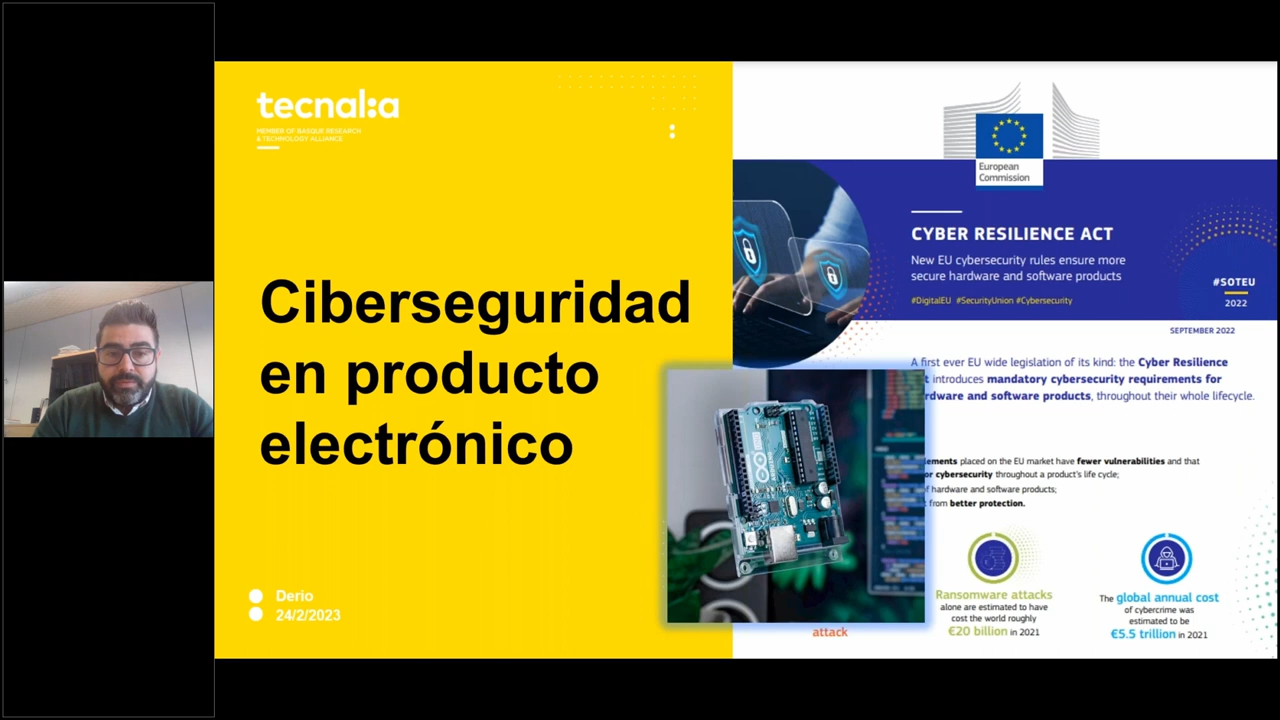 tecnal:a
MEMBER OF BASQUE RESEARCH
& TECHNOLOGY ALLIANCE
Ciberseguridad
en producto
electrónico
Derio
24/2/2023
European
Commission
CYBER RESILIENCE ACT
New EU cybersecurity rules ensure more
secure hardware and software products
#DigitalEU #SecurityUnion #Cybersecurity
#SOTEU
2022
SEPTEMBER 2022
A first ever EU wide legislation of its kind: the Cyber Resilience
introduces mandatory cybersecurity requirements for
and software products, throughout their whole lifecycle.
placed on the EU market have fewer vulnerabilities and that
or cybersecurity throughout a product's life cycle;
hardware and software products;
from better protection.
attack
Ransomware attacks
alone are estimated to have
cost the world roughly
€20 billion in 2021
The global annual cost
of cybercrime was
estimated to be
€5.5 trillion in 2021